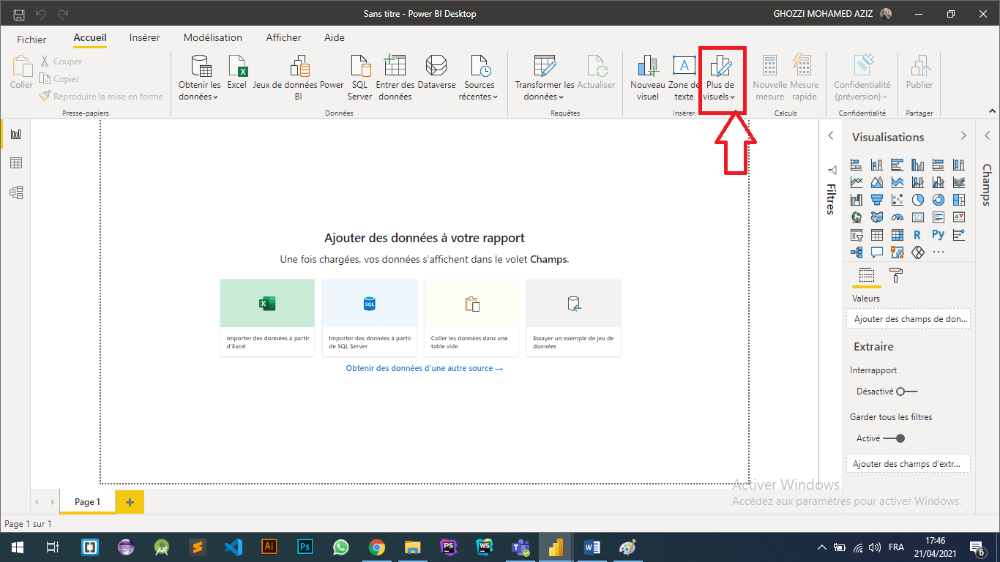 Sans titre - Power BI Desktop
GHOZZI MOHAMED AZIZ
Fichier Accueil Insérer Modélisation Afficher Aide
Coller
Couper
Copier
Reproduire la mise en forme
Presse-papiers
Obtenir les données
Excel
Jeux de données Power BI
SQL Server
Entrer des données
Dataverse
Sources récentes
Données
Transformer les données
Actualiser
Requêtes
Nouveau visuel
Zone de texte
Plus de visuels
Insérer
Nouvelle mesure
Mesure rapide
Calculs
Confidentialité (préversion)
Confidentialité
Publier
Partager
Ajouter des données à votre rapport
Une fois chargées, vos données s'affichent dans le volet Champs.
X
SQL
Importer des données à partir d'Excel
Importer des données à partir de SQL Server
Coller les données dans une table vide
Essayer un exemple de jeu de données
Obtenir des données d'une autre source →
Filtres
Visualisations
123
R Py
Valeurs
Ajouter des champs de don...
Extraire
Interrapport
Désactivé
Garder tous les filtres
Activé
Ajouter des champs d'extr...
Champs
Activer Windows
Accédez aux paramètres pour activer Windows.
Page 1
Page 1 sur 1
Ai
Ps
PS
WS
FRA
17:46
21/04/2021
6